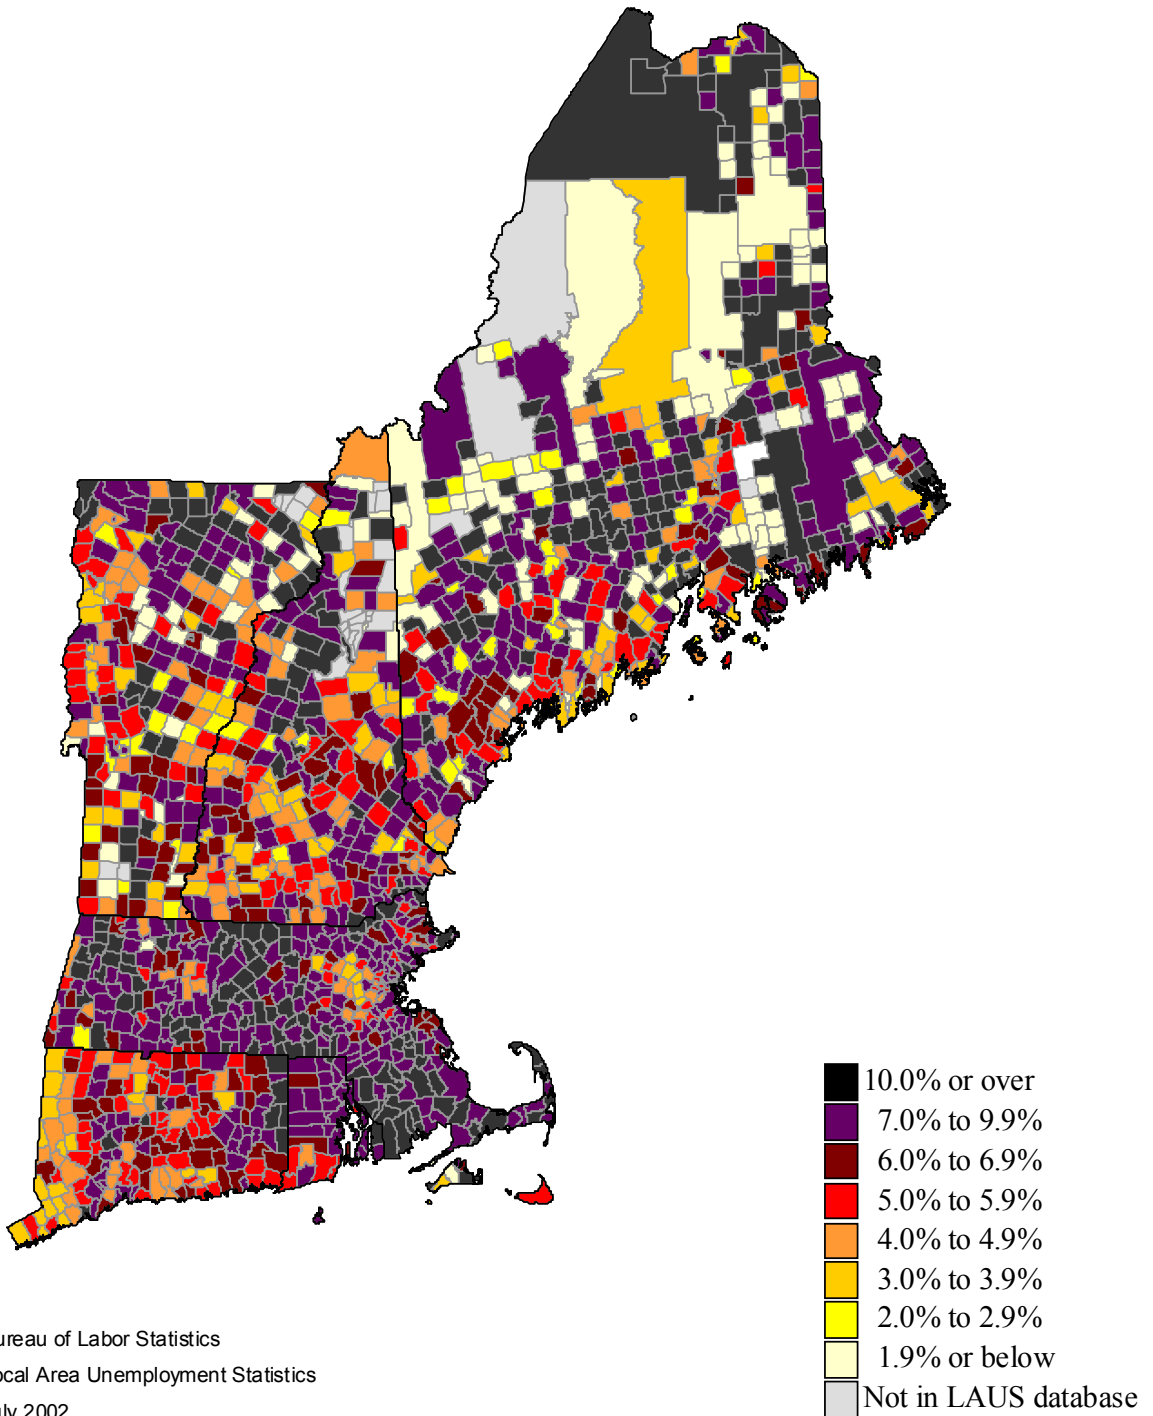 10.0% or over
7.0% to 9.9%
6.0% to 6.9%
5.0% to 5.9%
4.0% to 4.9%
3.0% to 3.9%
2.0% to 2.9%
1.9% or below
Not in LAUS database
ureau of Labor Statistics
ocal Area Unemployment Statistics
uly 2002